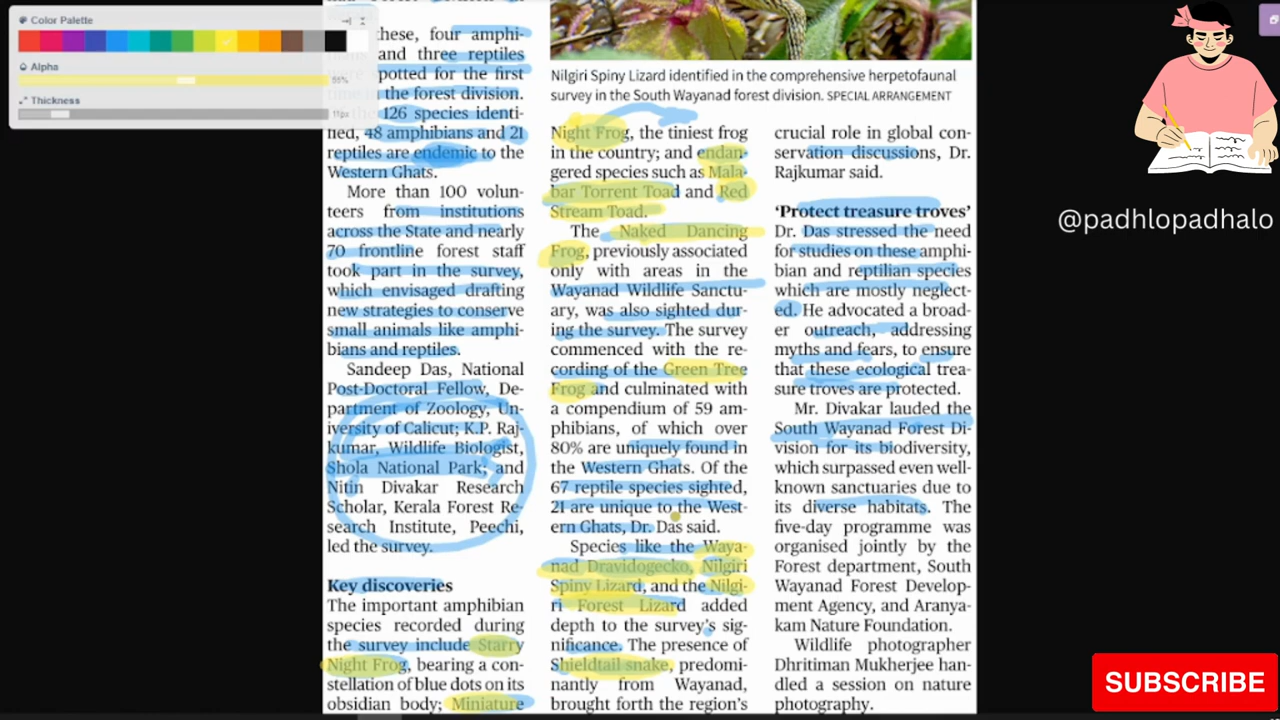 Color Palette
Alpha
Thickness
these, four amphi-
and three reptiles
spotted for the first
the forest division.
126 species identi-
fied, 48 amphibians and 21
reptiles are endemic to the
Western Ghats.
More than 100 volun-
teers from institutions
across the State and nearly
70 frontline forest staff
took part in the survey,
which envisaged drafting
new strategies to conserve
small animals like amphi-
bians and reptiles.
Sandeep Das, National
Post-Doctoral Fellow, De-
partment of Zoology, Un-
iversity of Calicut; K.P. Raj-
kumar, Wildlife Biologist,
Shola National Park; and
Nitin Divakar Research
Scholar, Kerala Forest Re-
search Institute, Peechi,
led the survey.
Key discoveries
The important amphibian
species recorded during
the survey include Starry
Night Frog, bearing a con-
stellation of blue dots on its
obsidian body; Miniature
Nilgiri Spiny Lizard identified in the comprehensive herpetofaunal
survey in the South Wayanad forest division. SPECIAL ARRANGEMENT
Night Frog, the tiniest frog
in the country; and endan-
gered species such as Mala-
bar Torrent Toad and Red
Stream Toad.
The Naked Dancing
Frog, previously associated
only with areas in the
Wayanad Wildlife Sanctu-
ary, was also sighted dur-
ing the survey. The survey
commenced with the re-
cording of the Green Tree
Frog and culminated with
a compendium of 59 am-
phibians, of which over
80% are uniquely found in
the Western Ghats. Of the
67 reptile species sighted,
21 are unique to the West-
ern Ghats, Dr. Das said.
Species like the Waya-
nad Dravidogecko, Nilgiri
Spiny Lizard, and the Nilgi-
ri Forest Lizard added
depth to the survey's sig-
nificance. The presence of
Shieldtail snake, predomi-
nantly from Wayanad,
brought forth the region's
crucial role in global con-
servation discussions, Dr.
Rajkumar said.
'Protect treasure troves'
Dr. Das stressed the need
for studies on these amphi-
bian and reptilian species
which are mostly neglect-
ed. He advocated a broad-
er outreach, addressing
myths and fears, to ensure
that these ecological trea-
sure troves are protected.
Mr. Divakar lauded the
South Wayanad Forest Di-
vision for its biodiversity,
which surpassed even well-
known sanctuaries due to
its diverse habitats. The
five-day programme was
organised jointly by the
Forest department, South
Wayanad Forest Develop-
ment Agency, and Aranya-
kam Nature Foundation.
Wildlife photographer
Dhritiman Mukherjee han-
dled a session on nature
photography.
@padhlopadhalo
SUBSCRIBE